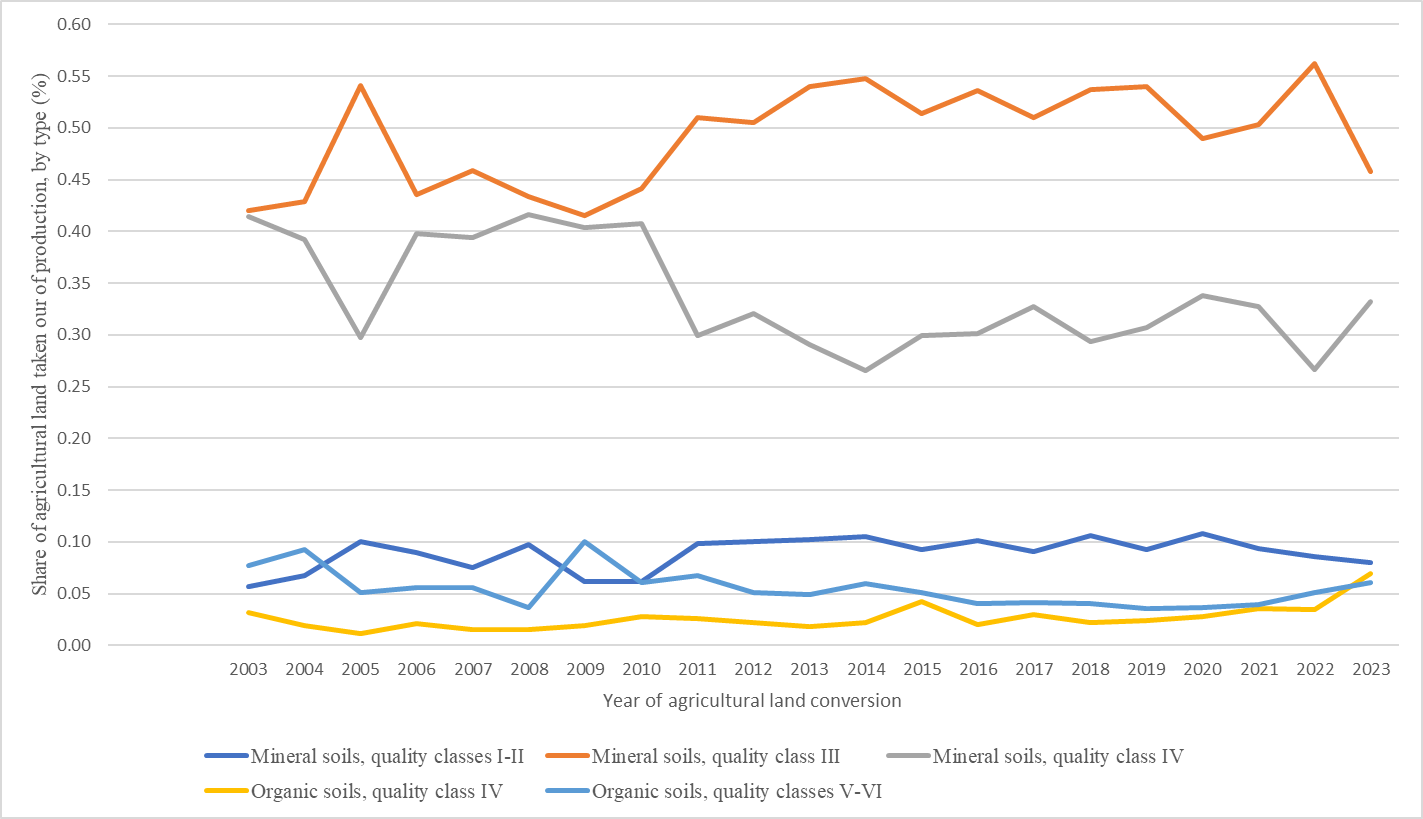 Share of agricultural land taken our of production, by type (%)
0.60
0.55
0.50
0.45
0.40
0.35
0.30
0.25
0.20
0.15
0.10
0.05
0.00
2003 2004 2005 2006 2007 2008 2009 2010 2011 2012 2013 2014 2015 2016 2017 2018 2019 2020 2021 2022 2023
Year of agricultural land conversion
Mineral soils, quality classes I-II Mineral soils, quality class III Mineral soils, quality class IV
Organic soils, quality class IV Organic soils, quality classes V-VI